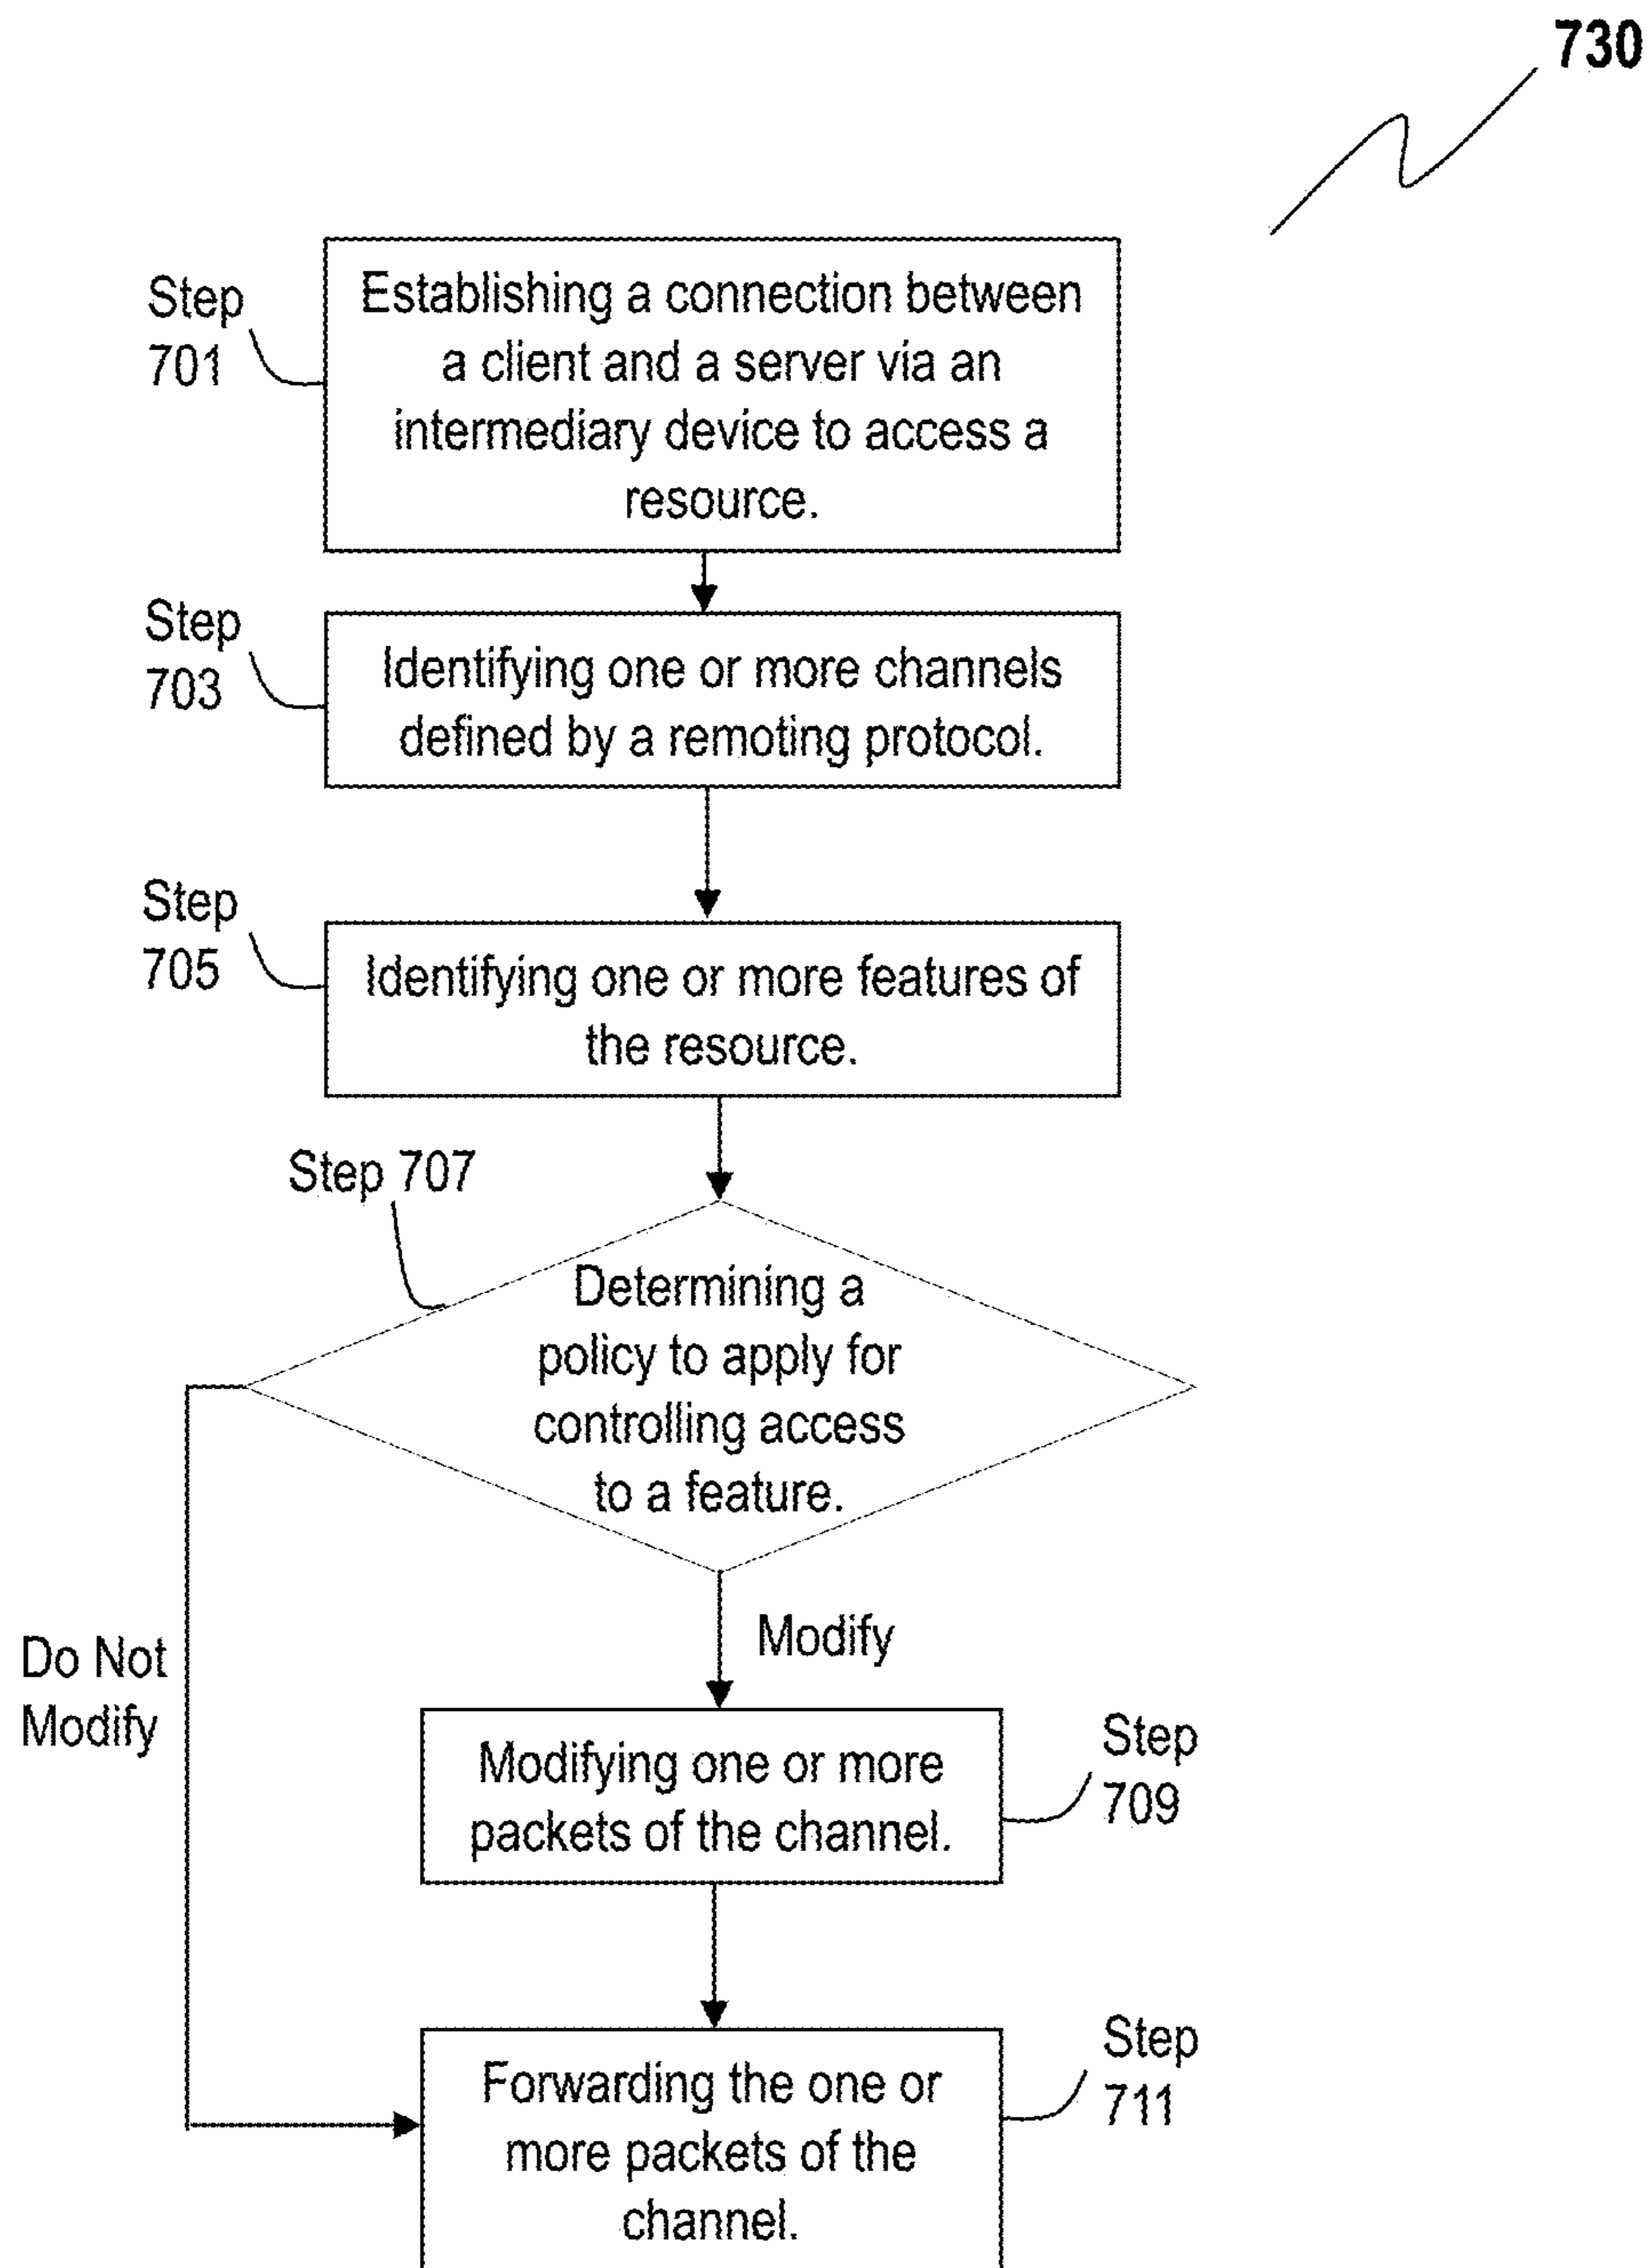 730
Step
701
Establishing a connection between
a client and a server via an
intermediary device to access a
resource.
Step
703
Identifying one or more channels
defined by a remoting protocol.
Step
705
Identifying one or more features of
the resource.
Step 707
Determining a
policy to apply for
controlling access
to a feature.
Do Not
Modify
Modify
Modifying one or more
packets of the channel.
Step
709
Forwarding the one or
more packets of the
channel.
Step
711